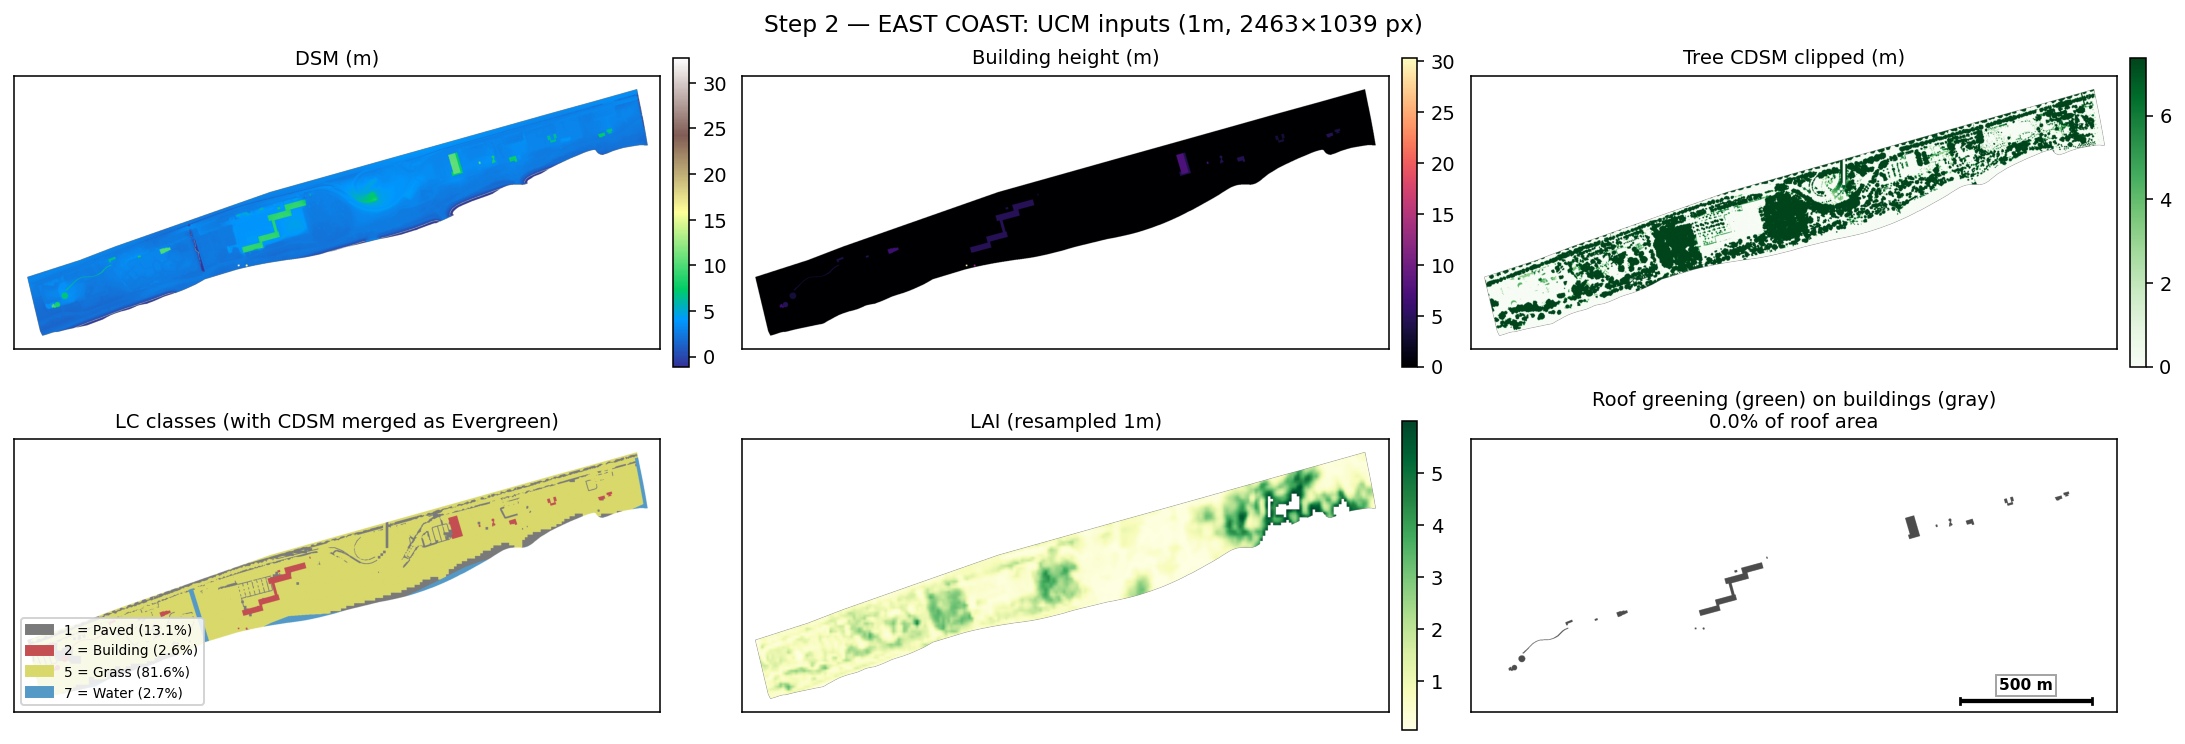 Step 2 — EAST COAST: UCM inputs (1m, 2463×1039 px)
DSM (m)
30
25
20
15
10
5
0
Building height (m)
30
25
20
15
10
5
0
Tree CDSM clipped (m)
6
4
2
0
LC classes (with CDSM merged as Evergreen)
1 = Paved (13.1%)
2 = Building (2.6%)
5 = Grass (81.6%)
7 = Water (2.7%)
LAI (resampled 1m)
5
4
3
2
1
Roof greening (green) on buildings (gray)
0.0% of roof area
500 m